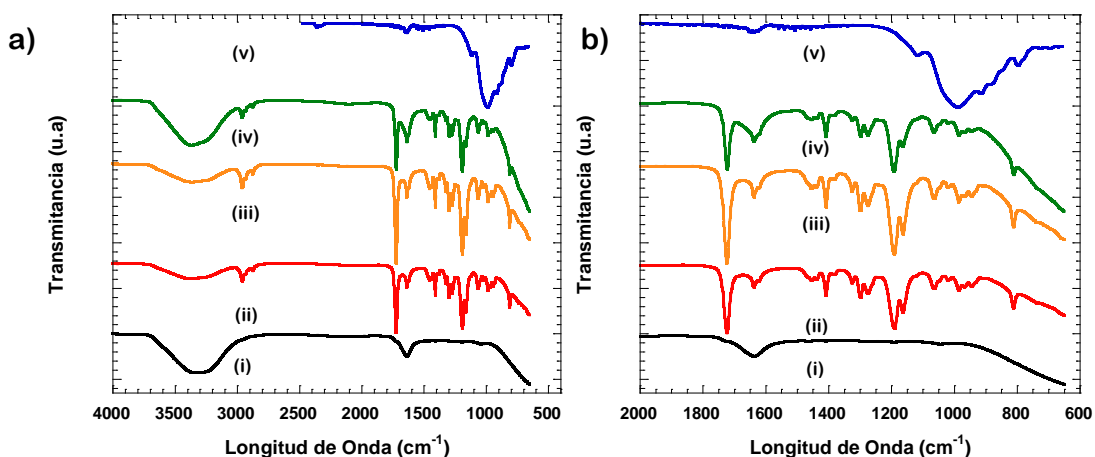 a)
Transmitancia (u.a)
(v)
(iv)
(iii)
(ii)
(i)
4000 3500 3000 2500 2000 1500 1000 500
Longitud de Onda (cm-1)
b)
Transmitancia (u.a)
(v)
(iv)
(iii)
(ii)
(i)
2000 1800 1600 1400 1200 1000 800 600
Longitud de Onda (cm-1)